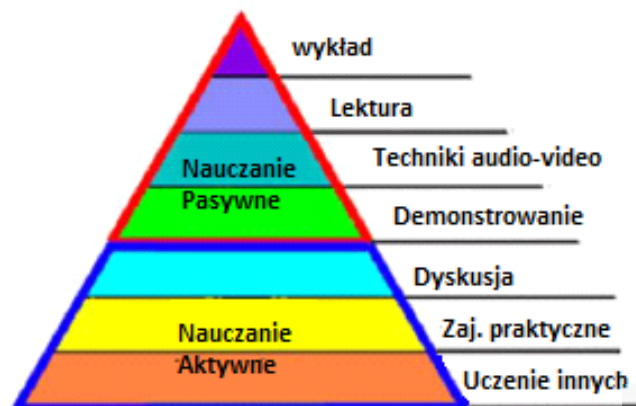 wykład
Lektura
Techniki audio-video
Nauczanie
Pasywne
Demonstrowanie
Dyskusja
Nauczanie
Zaj. praktyczne
Aktywne
Uczenie innych